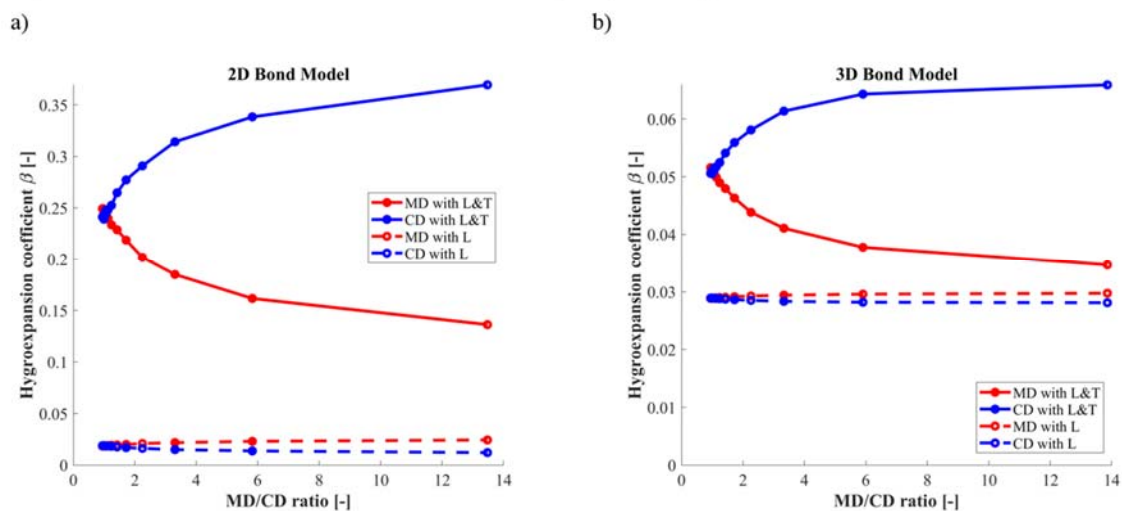 a)
2D Bond Model
Hygroexpansion coefficient β [-]
0.35
0.3
0.25
0.2
0.15
0.1
0.05
0
0 2 4 6 8 10 12 14
MD/CD ratio [-]
MD with L&T
CD with L&T
MD with L
CD with L
b)
3D Bond Model
Hygroexpansion coefficient β [-]
0.06
0.05
0.04
0.03
0.02
0.01
0
0 2 4 6 8 10 12 14
MD/CD ratio [-]
MD with L&T
CD with L&T
MD with L
CD with L